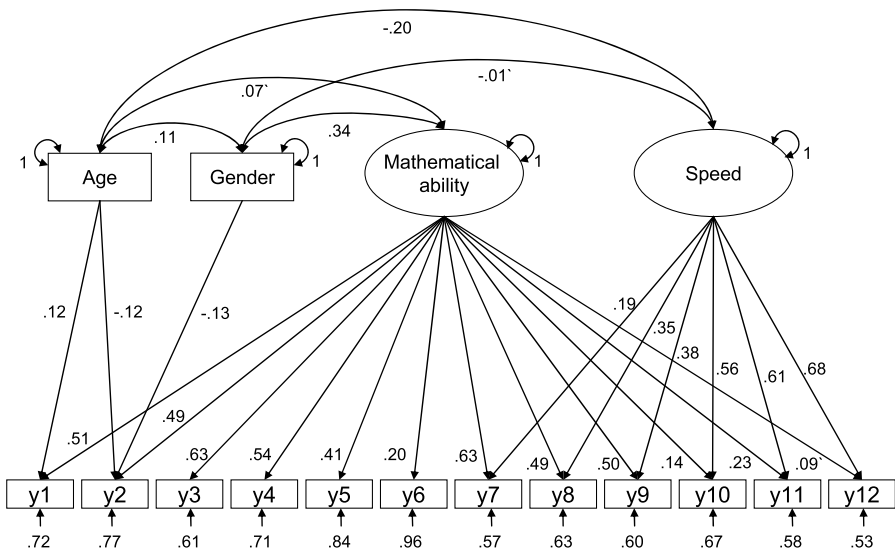 -.20
.07`
-.01`
.11
.34
1
Age
Gender
1
Mathematical
ability
1
Speed
1
.12
-.12
-.13
.19
.35
.38
.56
.61
.68
.51
.49
.63
.54
.41
.20
.63
.49
.50
.14
.23
.09`
y1
y2
y3
y4
y5
y6
y7
y8
y9
y10
y11
y12
.72
.77
.61
.71
.84
.96
.57
.63
.60
.67
.58
.53